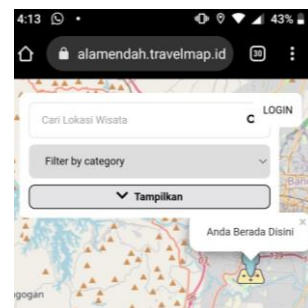 4:13 43%
alamendah.travelmap.id 30
LOGIN
Cari Lokasi Wisata
Filter by category
Tampilkan
×
Anda Berada Disini
739
gogan